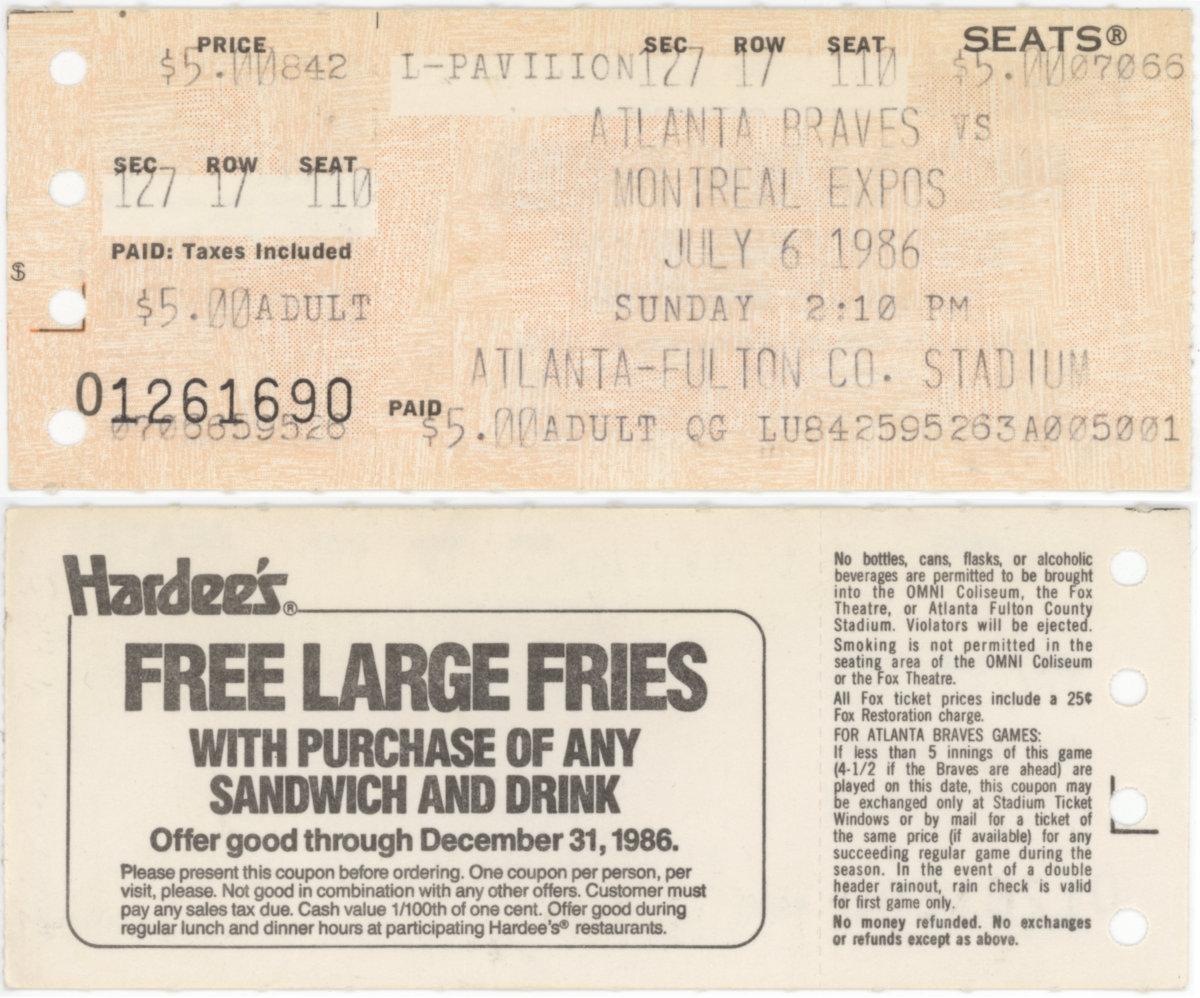 PRICE SEC ROW SEAT SEATS®
$5.00842 L-PAVILION 127 17 110 $5.0007066
ATLANTA BRAVES VS
SEC ROW SEAT
127 17 110 MONTREAL EXPOS
PAID: Taxes Included JULY 6 1986
$
$5.00ADULT SUNDAY 2:10 PM
ATLANTA-FULTON CO. STADIUM
01261690 PAID
0706659526 $5.00ADULT QG LU842595263A005001
Hardee's®
FREE LARGE FRIES
WITH PURCHASE OF ANY
SANDWICH AND DRINK
Offer good through December 31, 1986.
Please present this coupon before ordering. One coupon per person, per
visit, please. Not good in combination with any other offers. Customer must
pay any sales tax due. Cash value 1/100th of one cent. Offer good during
regular lunch and dinner hours at participating Hardee's® restaurants.
No bottles, cans, flasks, or alcoholic
beverages are permitted to be brought
into the OMNI Coliseum, the Fox
Theatre, or Atlanta Fulton County
Stadium. Violators will be ejected.
Smoking is not permitted in the
seating area of the OMNI Coliseum
or the Fox Theatre.
All Fox ticket prices include a 25¢
Fox Restoration charge.
FOR ATLANTA BRAVES GAMES:
If less than 5 innings of this game
(4-1/2 if the Braves are ahead) are
played on this date, this coupon may
be exchanged only at Stadium Ticket
Windows or by mail for a ticket of
the same price (if available) for any
succeeding regular game during the
season. In the event of a double
header rainout, rain check is valid
for first game only.
No money refunded. No exchanges
or refunds except as above.